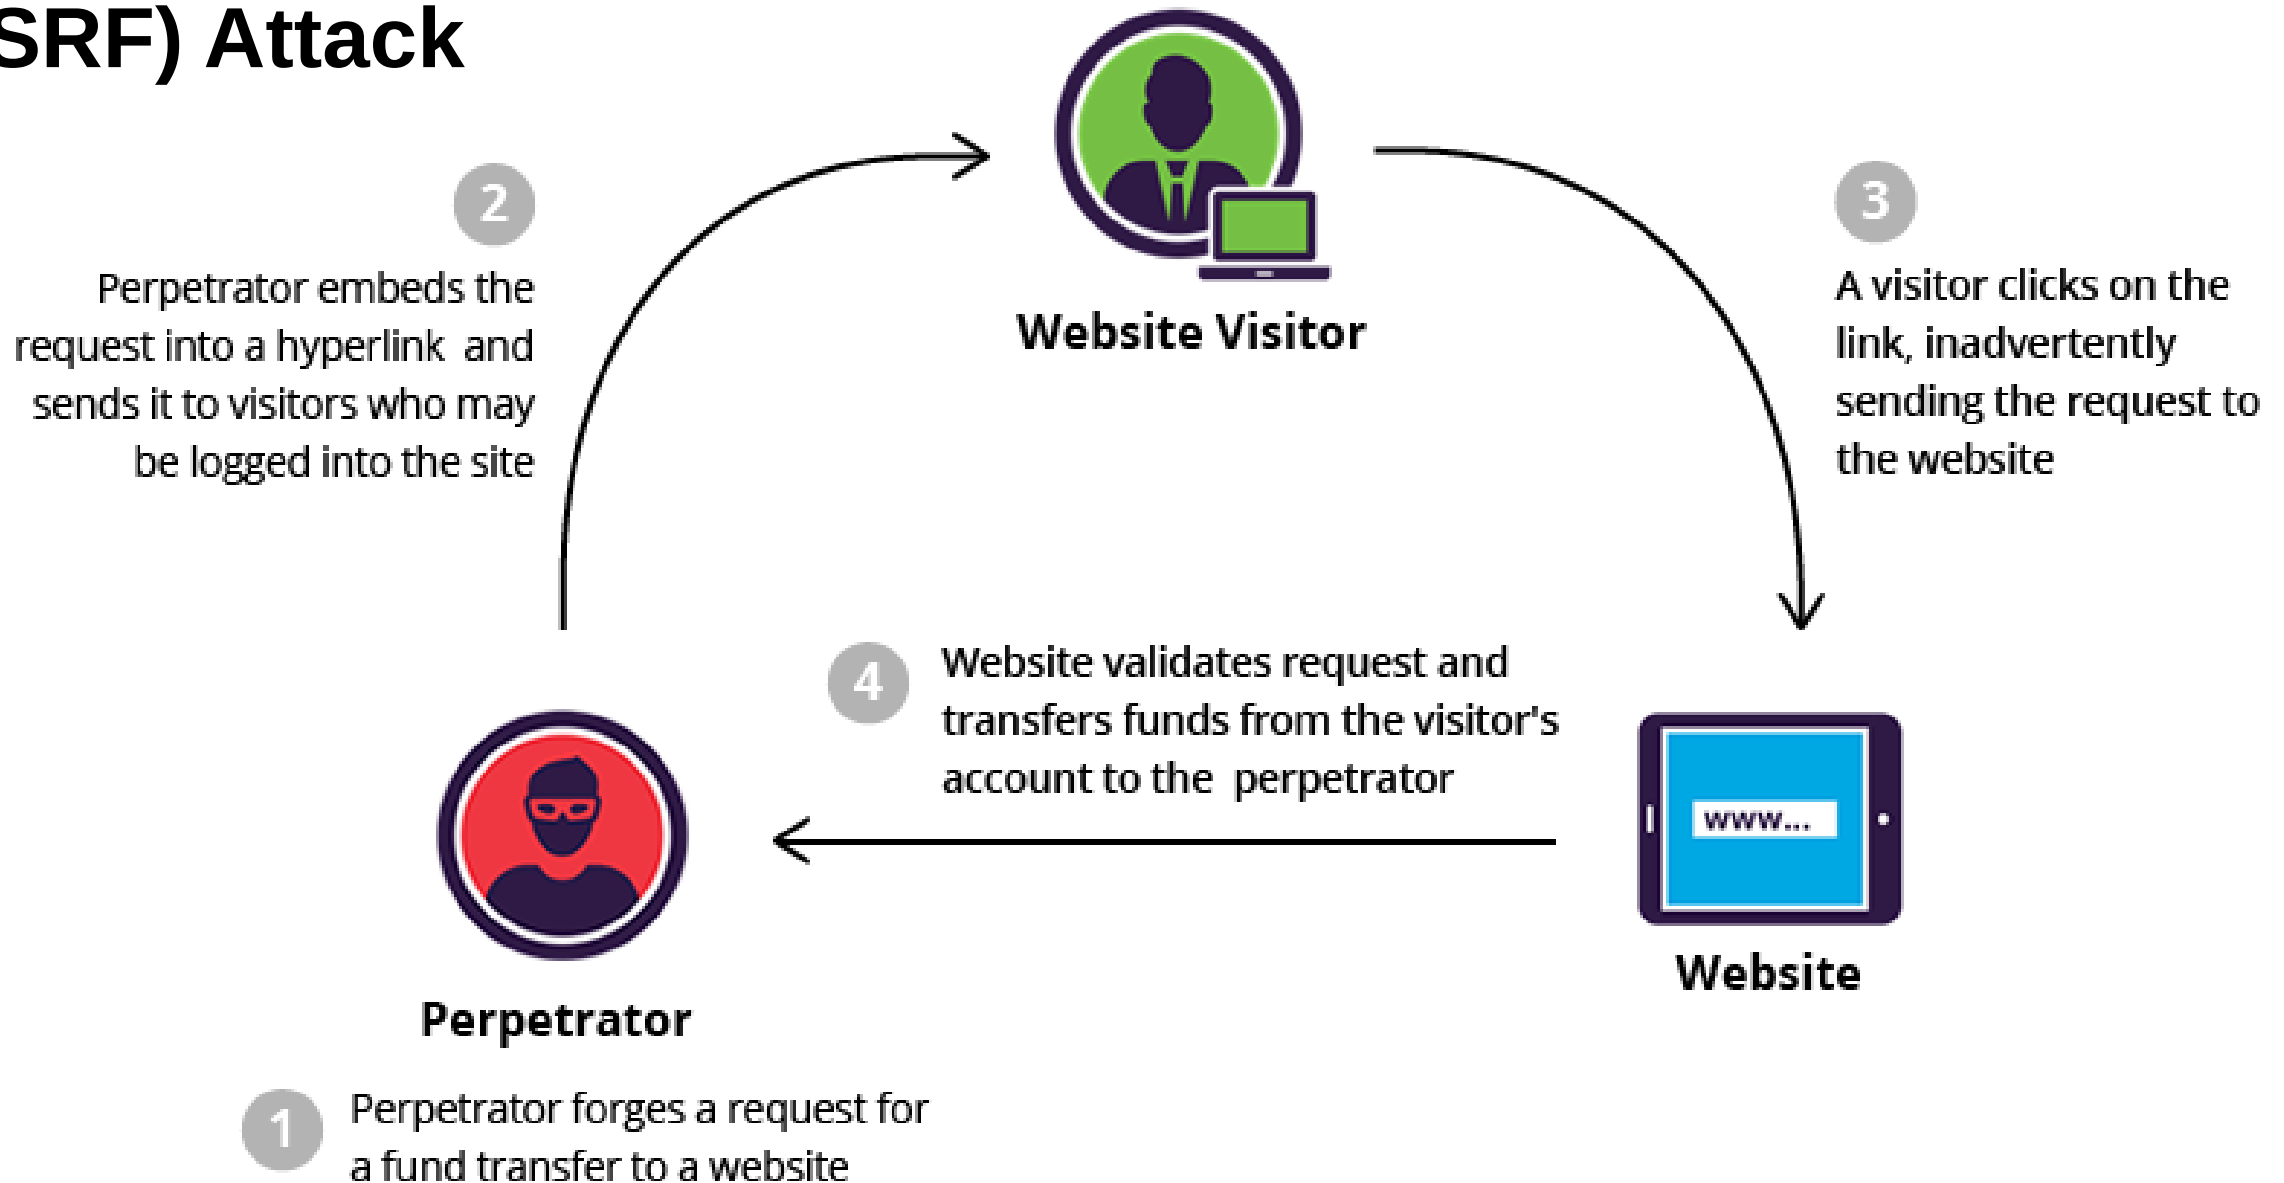 SRF) Attack
2
Perpetrator embeds the
request into a hyperlink and
sends it to visitors who may
be logged into the site
Website Visitor
3
A visitor clicks on the
link, inadvertently
sending the request to
the website
4
Website validates request and
transfers funds from the visitor's
account to the perpetrator
www...
Website
Perpetrator
1
Perpetrator forges a request for
a fund transfer to a website